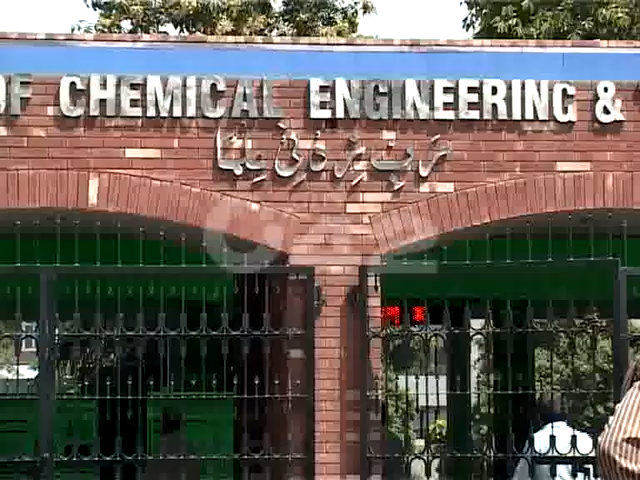 OF CHEMICAL ENGINEERING &
رَبِّ زِدْنِی عِلْمًا